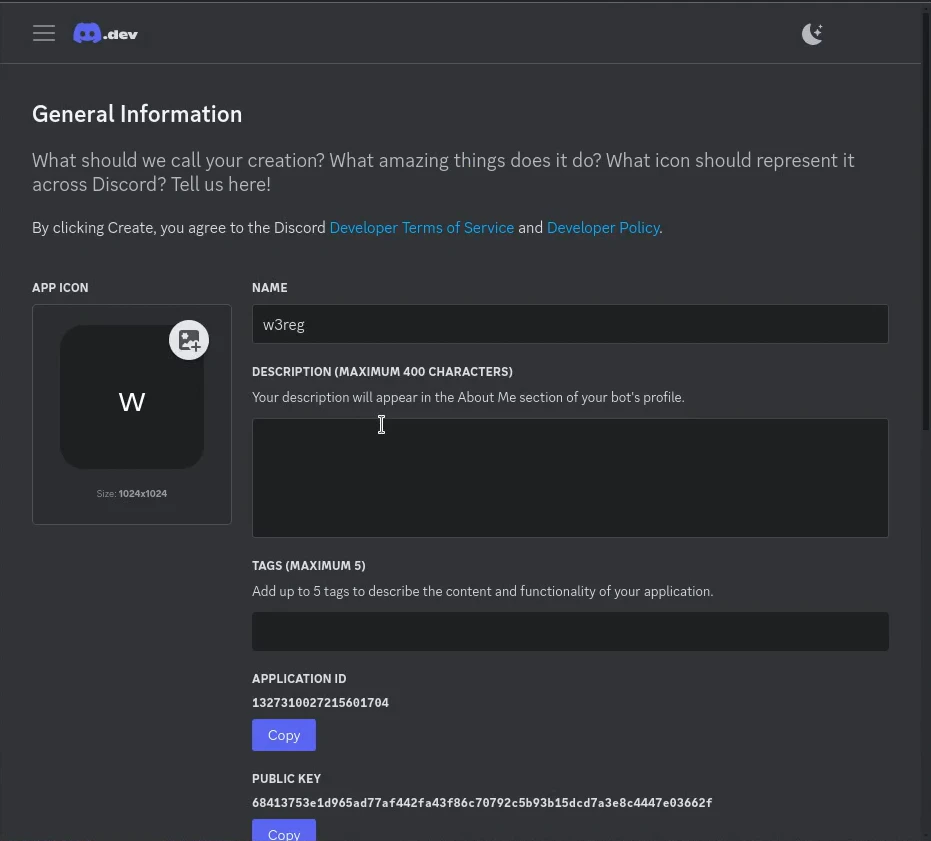 .dev
General Information
What should we call your creation? What amazing things does it do? What icon should represent it
across Discord? Tell us here!
By clicking Create, you agree to the Discord Developer Terms of Service and Developer Policy.
APP ICON
W
Size: 1024x1024
NAME
w3reg
DESCRIPTION (MAXIMUM 400 CHARACTERS)
Your description will appear in the About Me section of your bot's profile.
TAGS (MAXIMUM 5)
Add up to 5 tags to describe the content and functionality of your application.
APPLICATION ID
1327310027215601704
Copy
PUBLIC KEY
68413753e1d965ad77af442fa43f86c70792c5b93b15dcd7a3e8c4447e03662f
Copy